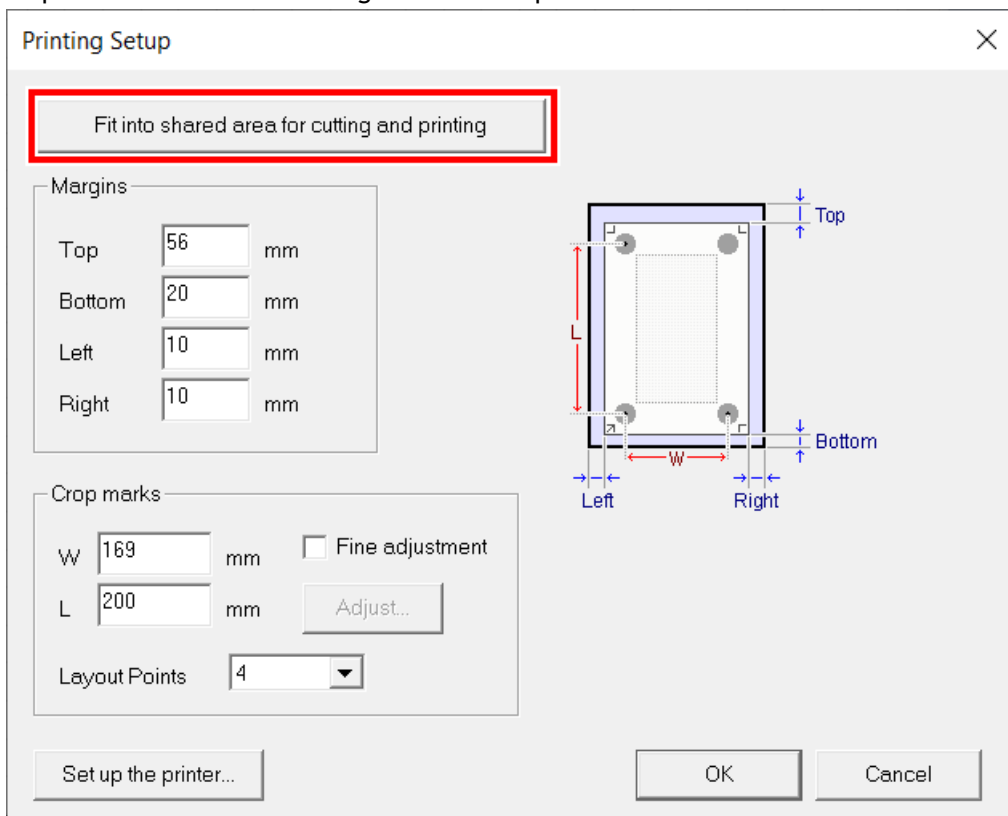 Printing Setup
Fit into shared area for cutting and printing
Margins
Top 56 mm
Bottom 20 mm
Left 10 mm
Right 10 mm
Top
L
W
Bottom
Left Right
Crop marks
W 169 mm Fine adjustment
L 200 mm Adjust...
Layout Points 4
Set up the printer... OK Cancel